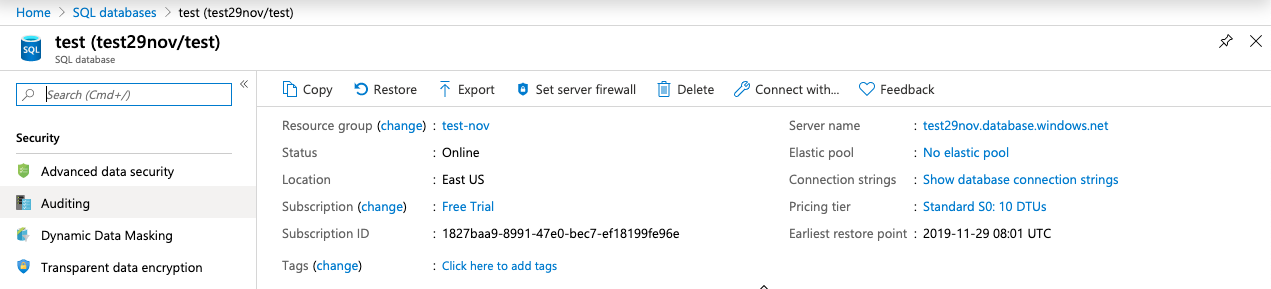 Home > SQL databases > test (test29nov/test)
test (test29nov/test)
SQL
SQL database
Search (Cmd+/)
«
Security
Advanced data security
Auditing
Dynamic Data Masking
Transparent data encryption
Copy Restore Export Set server firewall Delete Connect with... Feedback
Resource group (change) : test-nov
Status : Online
Location : East US
Subscription (change) : Free Trial
Subscription ID : 1827baa9-8991-47e0-bec7-ef18199fe96e
Tags (change) : Click here to add tags
Server name : test29nov.database.windows.net
Elastic pool : No elastic pool
Connection strings : Show database connection strings
Pricing tier : Standard S0: 10 DTUs
Earliest restore point : 2019-11-29 08:01 UTC